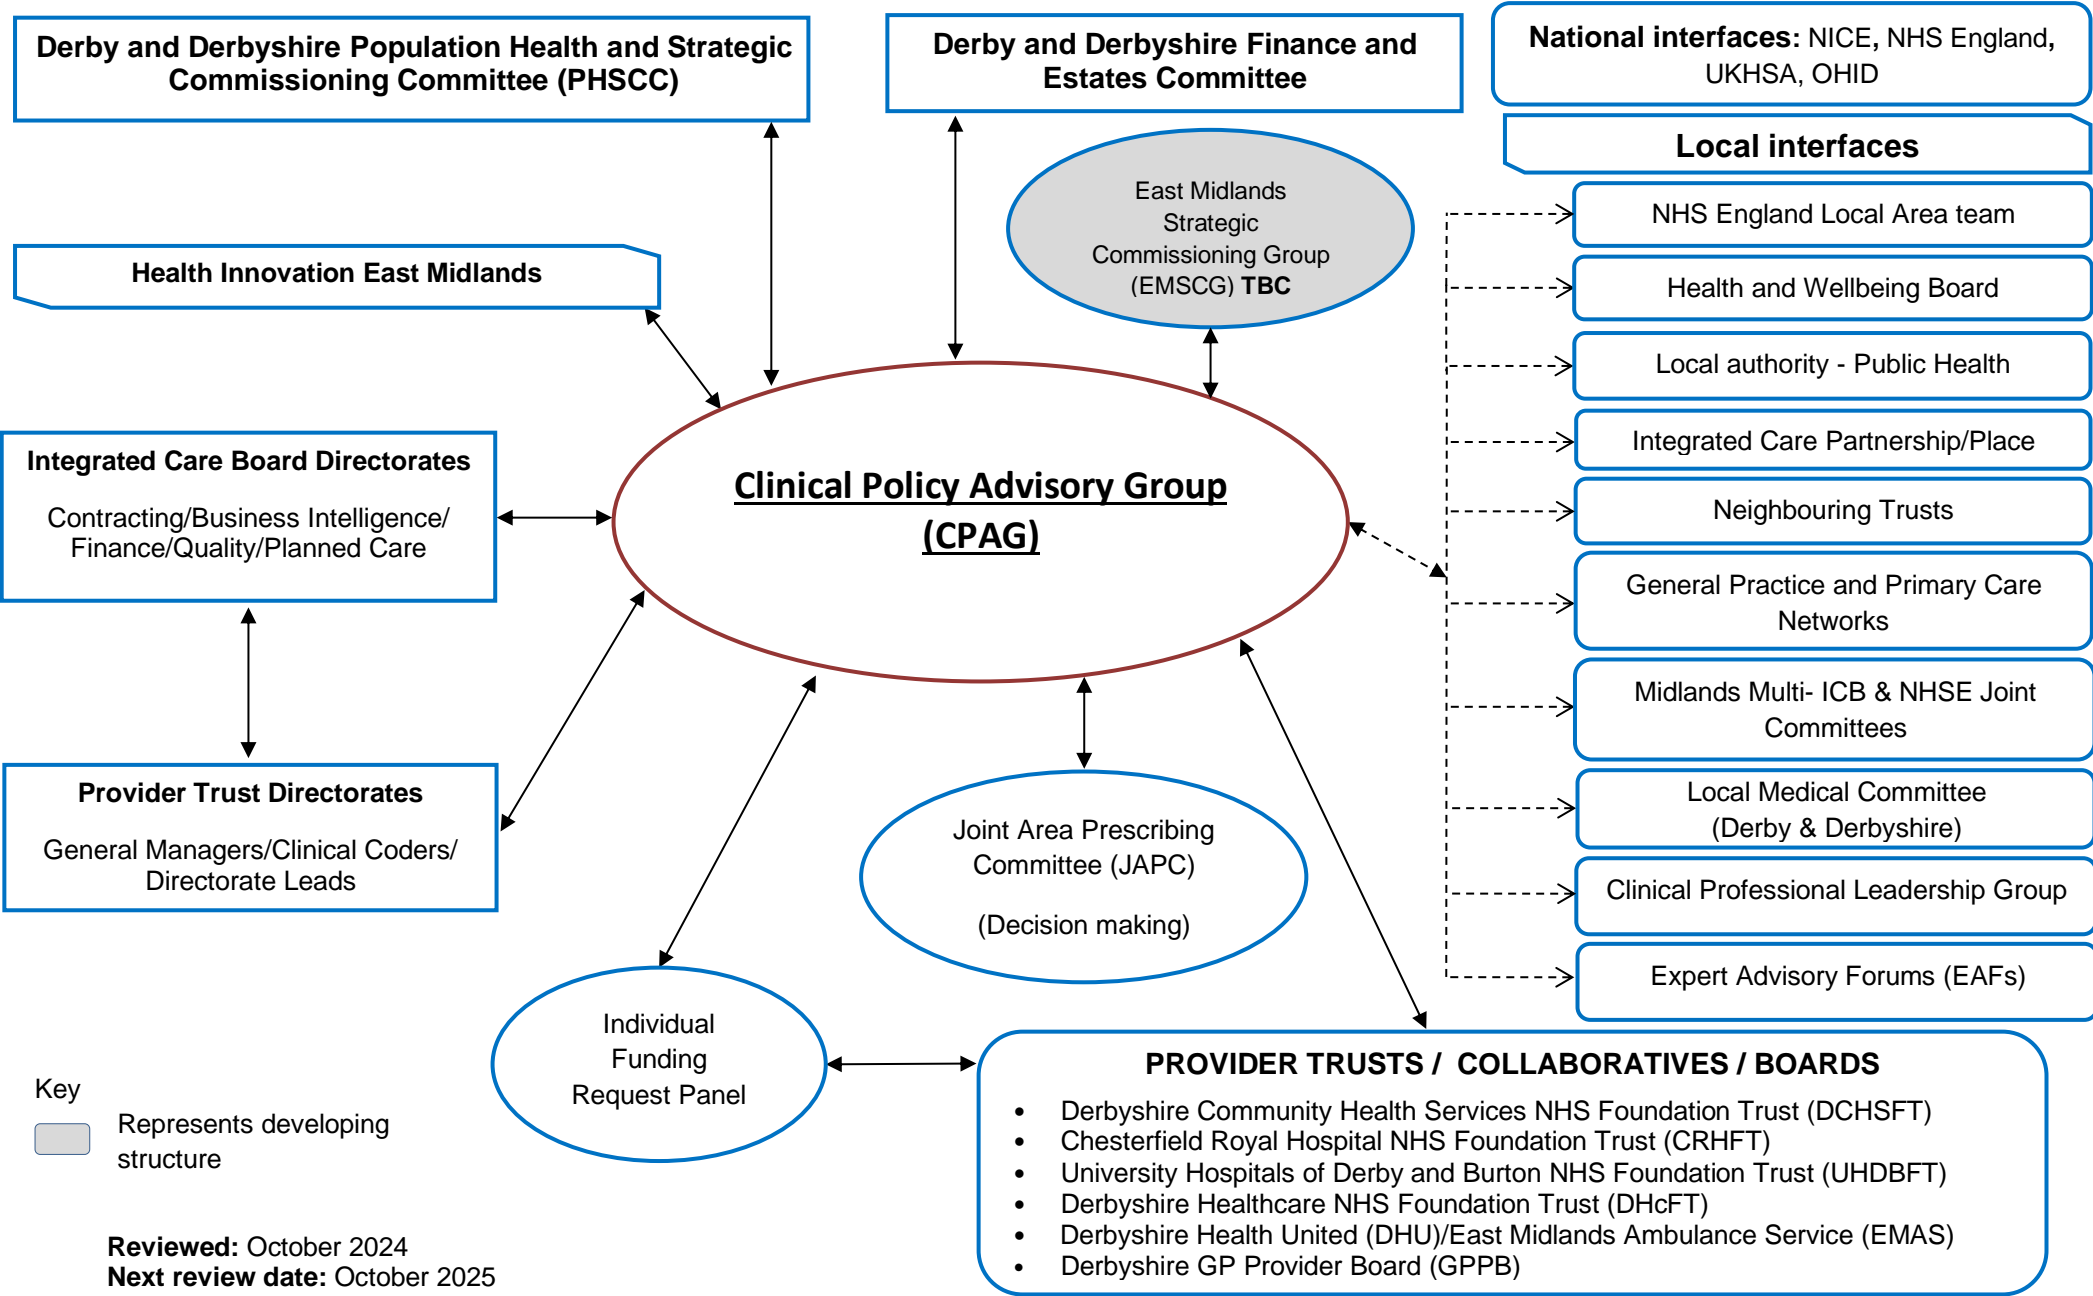 Derby and Derbyshire Population Health and Strategic
Commissioning Committee (PHSCC)
Derby and Derbyshire Finance and
Estates Committee
National interfaces: NICE, NHS England,
UKHSA, OHID
Local interfaces
East Midlands
Strategic
Commissioning Group
(EMSCG) TBC
Health Innovation East Midlands
NHS England Local Area team
Health and Wellbeing Board
Local authority - Public Health
Integrated Care Partnership/Place
Neighbouring Trusts
General Practice and Primary Care
Networks
Midlands Multi- ICB & NHSE Joint
Committees
Local Medical Committee
(Derby & Derbyshire)
Clinical Professional Leadership Group
Expert Advisory Forums (EAFs)
Integrated Care Board Directorates
Contracting/Business Intelligence/
Finance/Quality/Planned Care
Clinical Policy Advisory Group
(CPAG)
Provider Trust Directorates
General Managers/Clinical Coders/
Directorate Leads
Joint Area Prescribing
Committee (JAPC)
(Decision making)
Individual
Funding
Request Panel
PROVIDER TRUSTS / COLLABORATIVES / BOARDS
• Derbyshire Community Health Services NHS Foundation Trust (DCHSFT)
• Chesterfield Royal Hospital NHS Foundation Trust (CRHFT)
• University Hospitals of Derby and Burton NHS Foundation Trust (UHDBFT)
• Derbyshire Healthcare NHS Foundation Trust (DHcFT)
• Derbyshire Health United (DHU)/East Midlands Ambulance Service (EMAS)
• Derbyshire GP Provider Board (GPPB)
Key
Represents developing
structure
Reviewed: October 2024
Next review date: October 2025